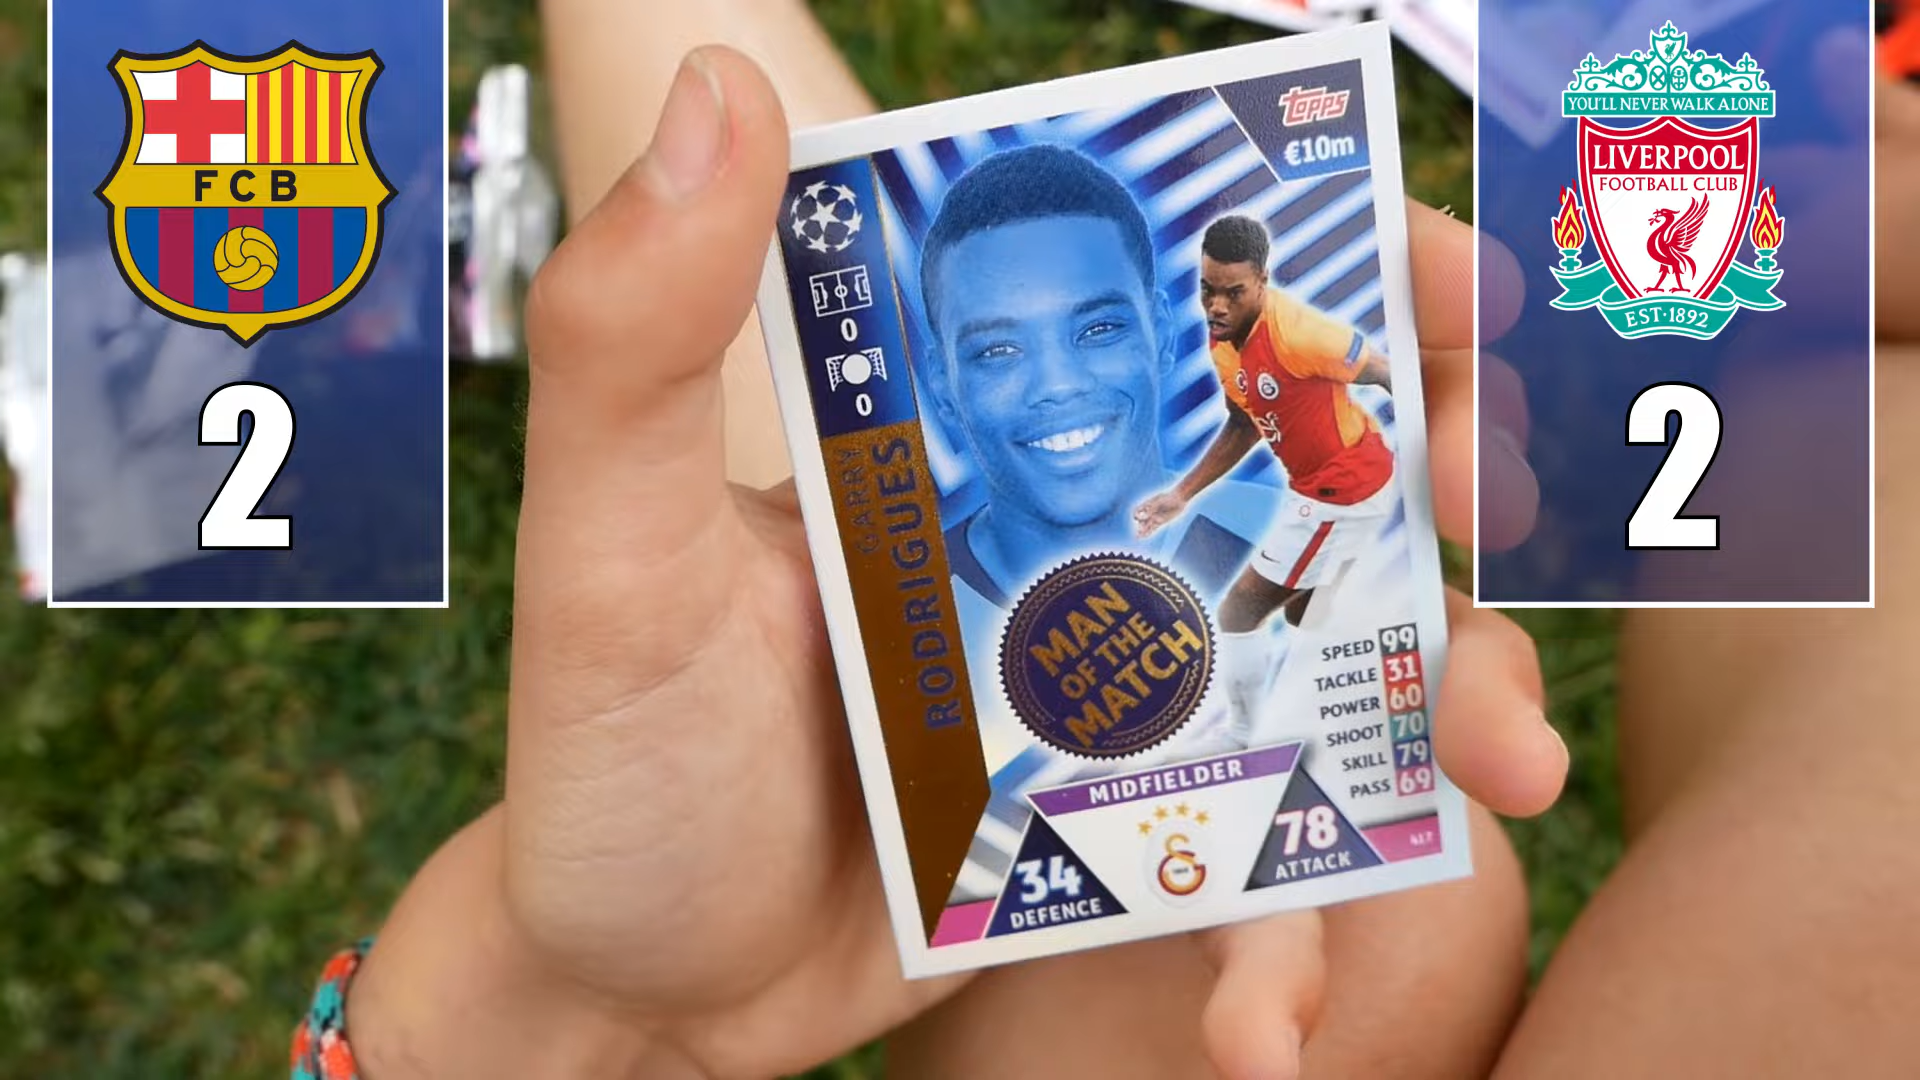 FCB
2
topps
€10m
0
0
GARRY
RODRIGUES
MAN
OF THE
MATCH
SPEED 99
TACKLE 31
POWER 60
SHOOT 70
SKILL 79
PASS 69
MIDFIELDER
34
DEFENCE
78
ATTACK
417
YOU'LL NEVER WALK ALONE
LIVERPOOL
FOOTBALL CLUB
EST·1892
2